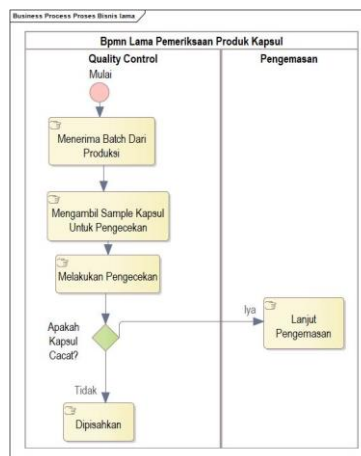 Business Process Proses Bisnis lama
Bpmn Lama Pemeriksaan Produk Kapsul
Quality Control
Pengemasan
Mulai
Menerima Batch Dari
Produksi
Mengambil Sample Kapsul
Untuk Pengecekan
Melakukan Pengecekan
Apakah
Kapsul
Cacat?
Iya
Lanjut
Pengemasan
Tidak
Dipisahkan